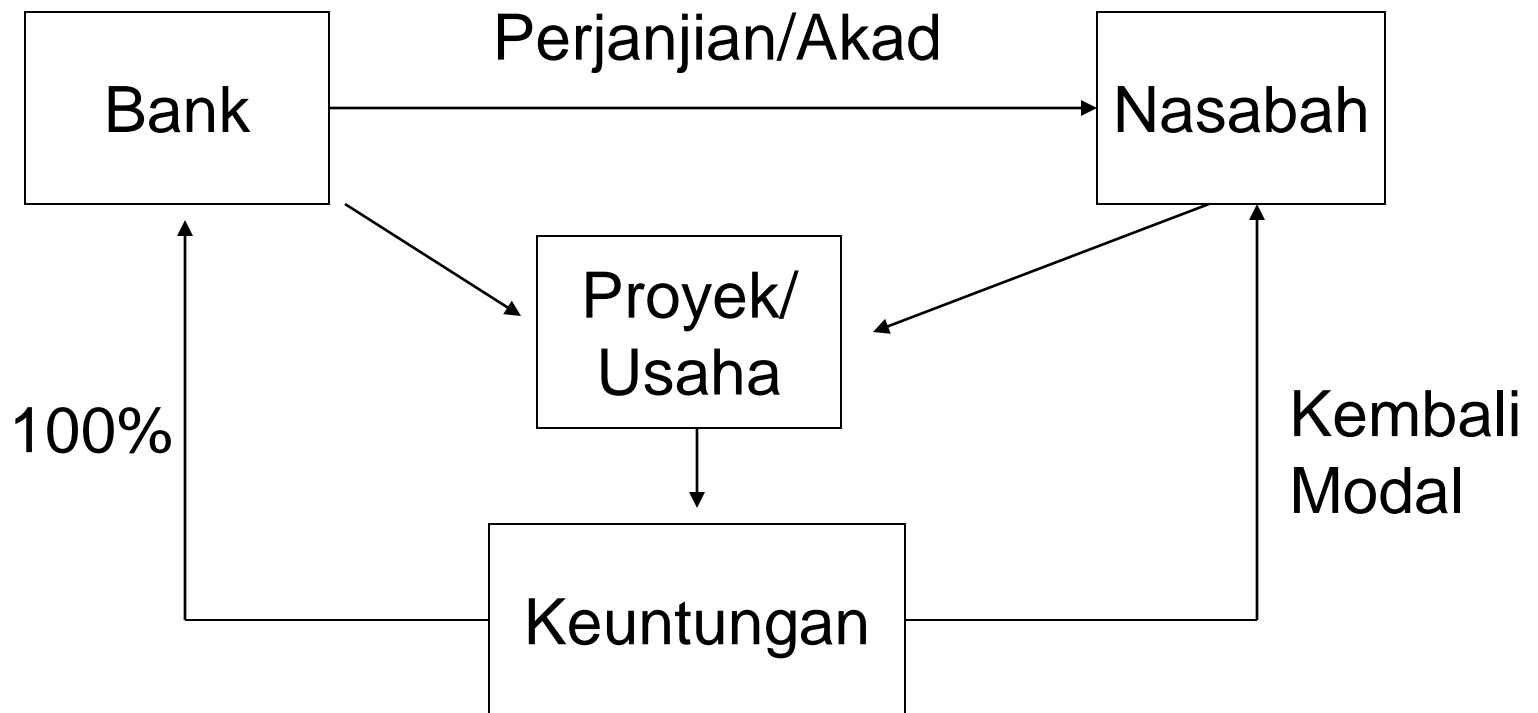 Perjanjian/Akad
Bank
Nasabah
Proyek/
Usaha
100%
Kembali
Modal
Keuntungan